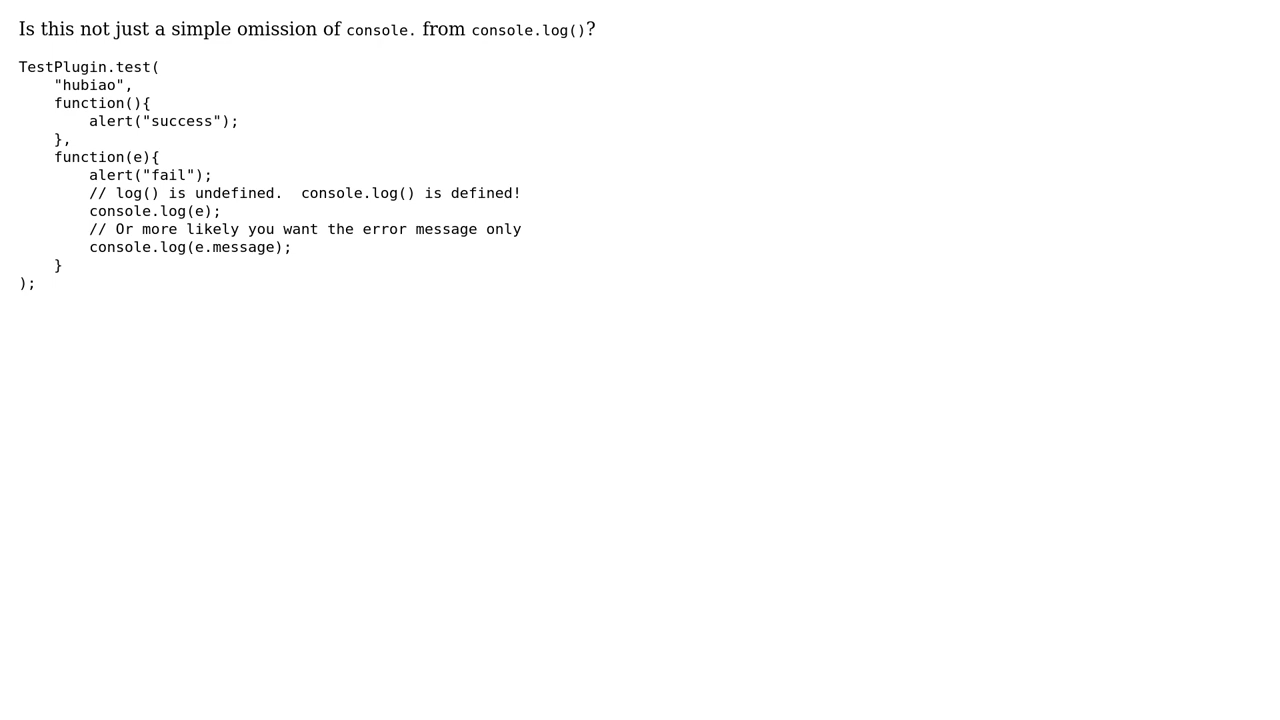 Is this not just a simple omission of console. from console.log()?
TestPlugin.test(
    "hubiao",
    function(){
        alert("success");
    },
    function(e){
        alert("fail");
        // log() is undefined.  console.log() is defined!
        console.log(e);
        // Or more likely you want the error message only
        console.log(e.message);
    }
);